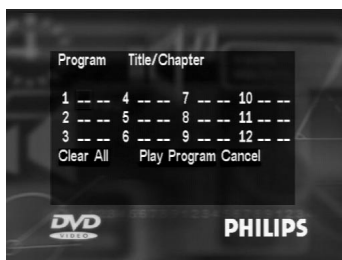 Program Title/Chapter
1 -- -- 4 -- -- 7 -- -- 10 -- --
2 -- -- 5 -- -- 8 -- -- 11 -- --
3 -- -- 6 -- -- 9 -- -- 12 -- --
Clear All Play Program Cancel
DVD PHILIPS
VIDEO